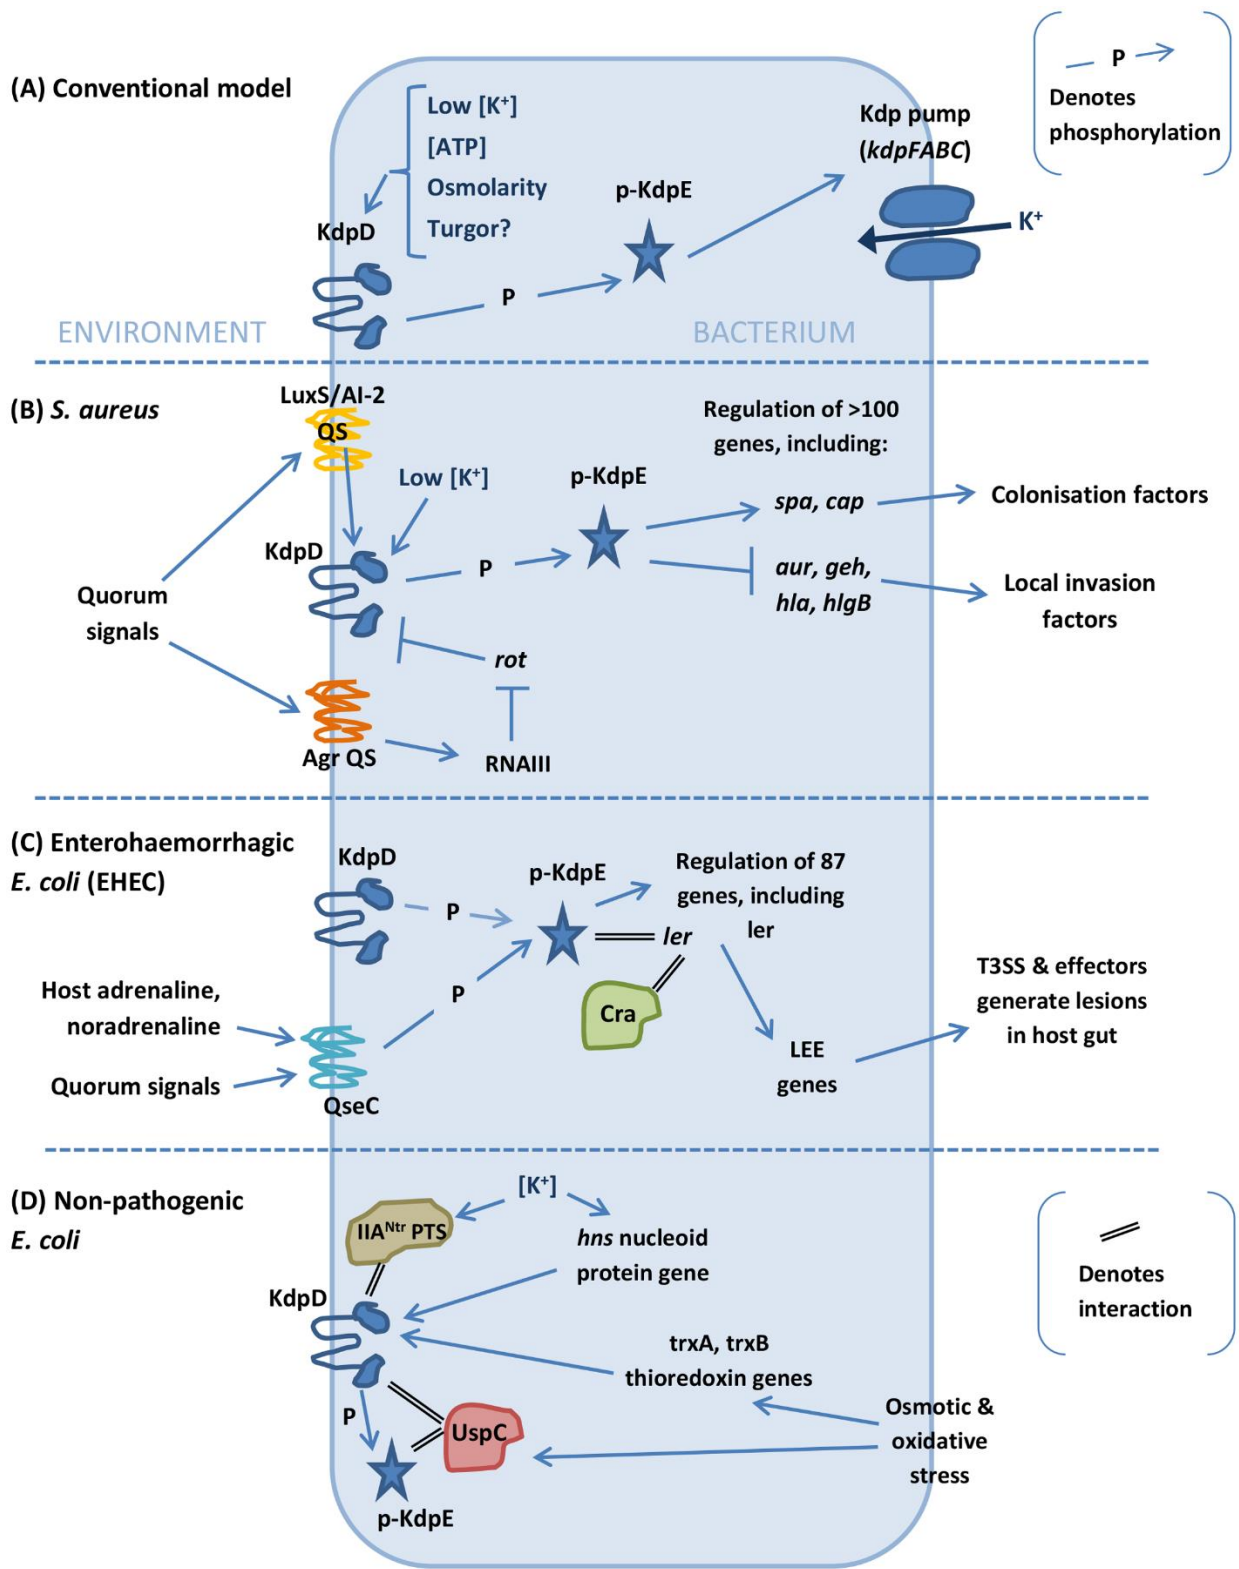 (A) Conventional model
Low [K⁺]
[ATP]
Osmolarity
Turgor?
KdpD
P
p-KdpE
Kdp pump
(kdpFABC)
K⁺
P
Denotes
phosphorylation
ENVIRONMENT
BACTERIUM
(B) S. aureus
LuxS/AI-2
QS
Low [K⁺]
KdpD
P
p-KdpE
Regulation of >100
genes, including:
spa, cap
Colonisation factors
aur, geh,
hla, hlgB
Local invasion
factors
Quorum
signals
rot
Agr QS
RNAIII
(C) Enterohaemorrhagic
E. coli (EHEC)
KdpD
P
p-KdpE
Regulation of 87
genes, including
ler
ler
Cra
P
Host adrenaline,
noradrenaline
Quorum signals
QseC
LEE
genes
T3SS & effectors
generate lesions
in host gut
(D) Non-pathogenic
E. coli
[K⁺]
IIAᴺᵗʳ PTS
hns nucleoid
protein gene
KdpD
trxA, trxB
thioredoxin genes
P
UspC
p-KdpE
Osmotic &
oxidative
stress
Denotes
interaction